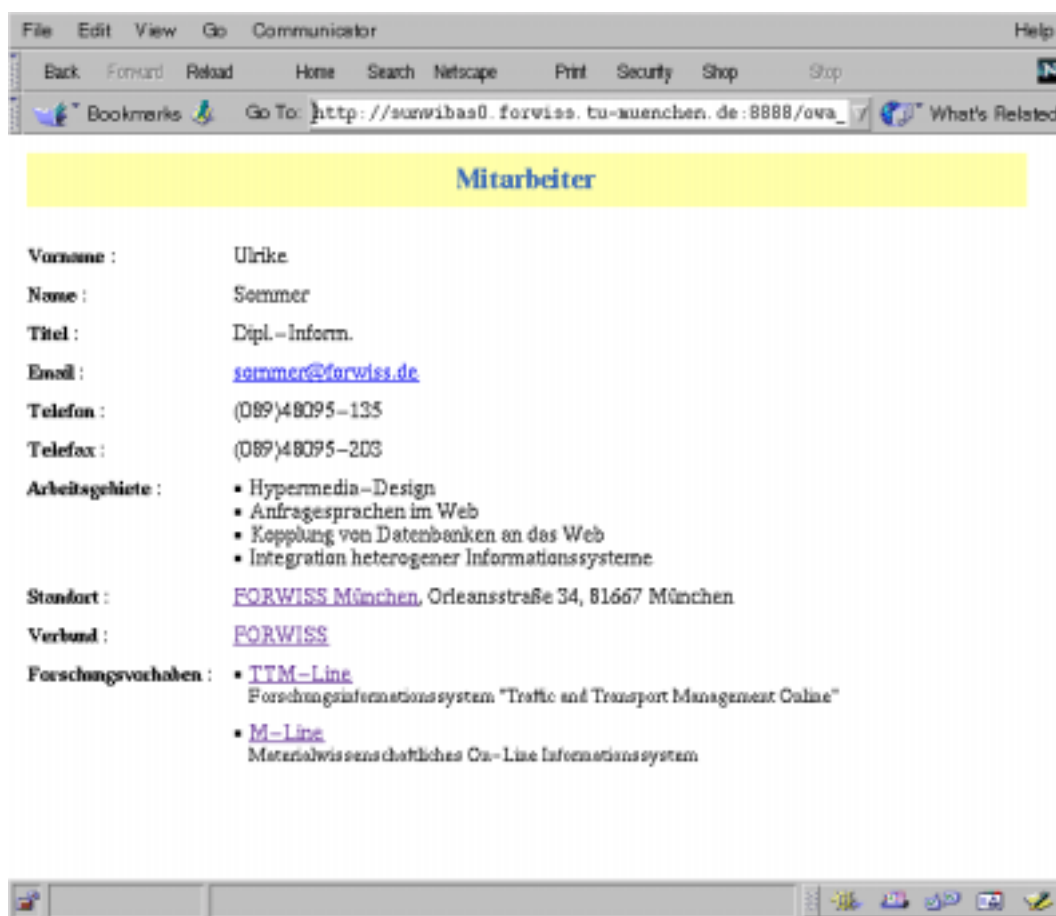 File Edit View Go Communicator Help
Back Forward Reload Home Search Netscape Print Security Shop Stop N
Bookmarks Go To: http://sunwibas0.forwiss.tu-muenchen.de:8888/owa_ What's Related
Mitarbeiter
Vorname : Ulrike
Name : Sommer
Titel : Dipl.-Inform.
Email : sommer@forwiss.de
Telefon : (089)48095-135
Telefax : (089)48095-203
Arbeitsgebiete : ▪ Hypermedia-Design
▪ Anfragesprachen im Web
▪ Kopplung von Datenbanken an das Web
▪ Integration heterogener Informationssysteme
Standort : FORWISS München, Orleansstraße 34, 81667 München
Verbund : FORWISS
Forschungsvorhaben : ▪ TTM-Line
Forschungsinformationssystem "Traffic and Transport Management Online"
▪ M-Line
Materialwissenschaftliches On-Line Informationssystem